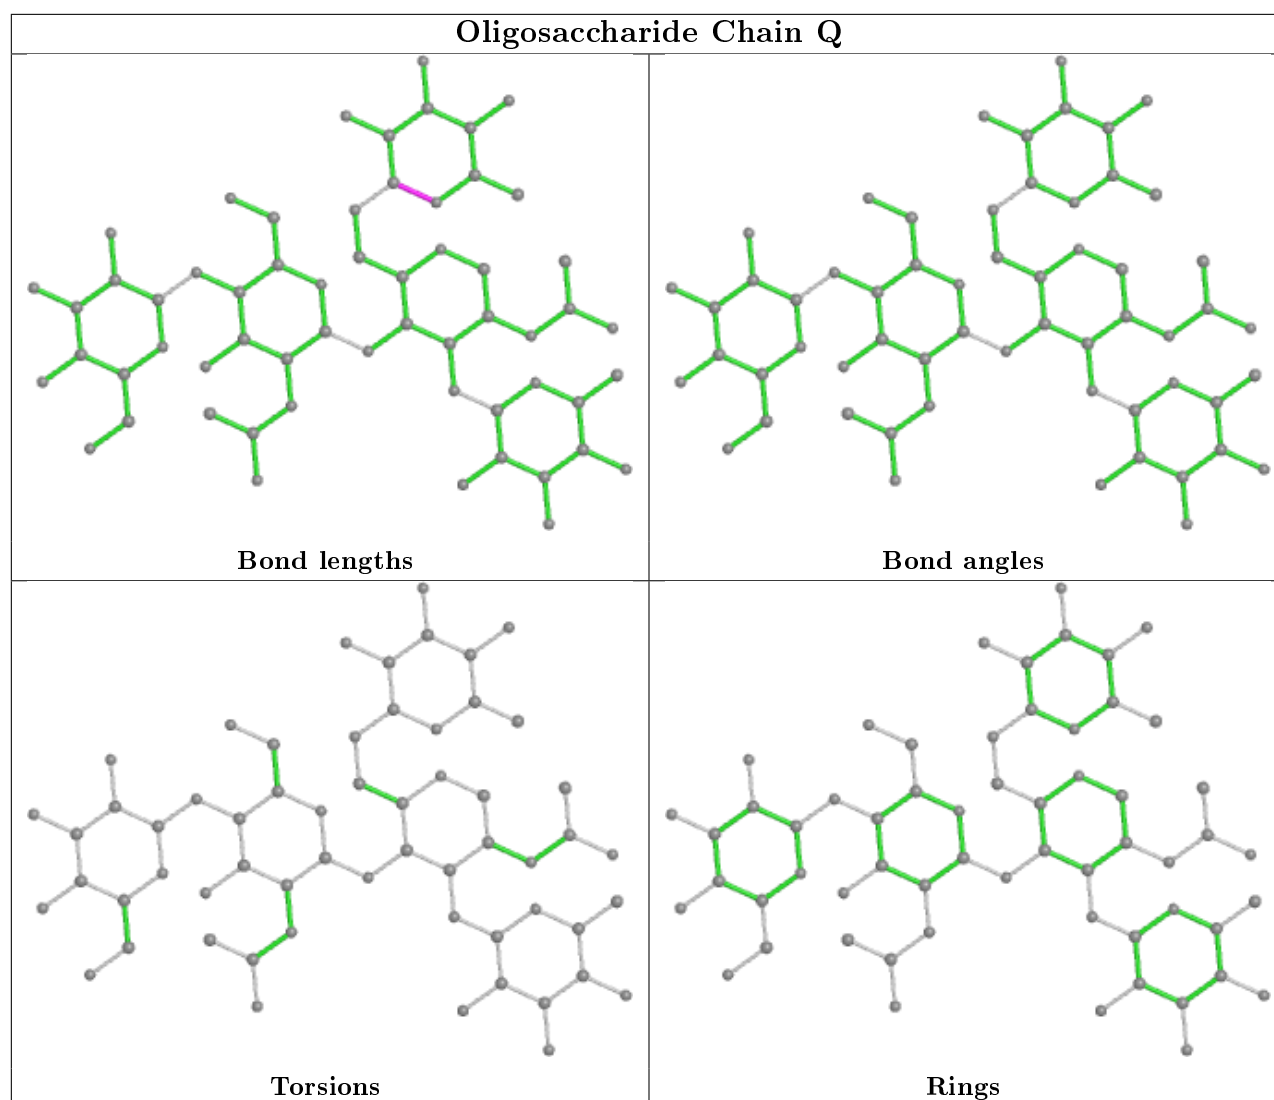 Oligosaccharide Chain Q
Bond lengths
Bond angles
Torsions
Rings